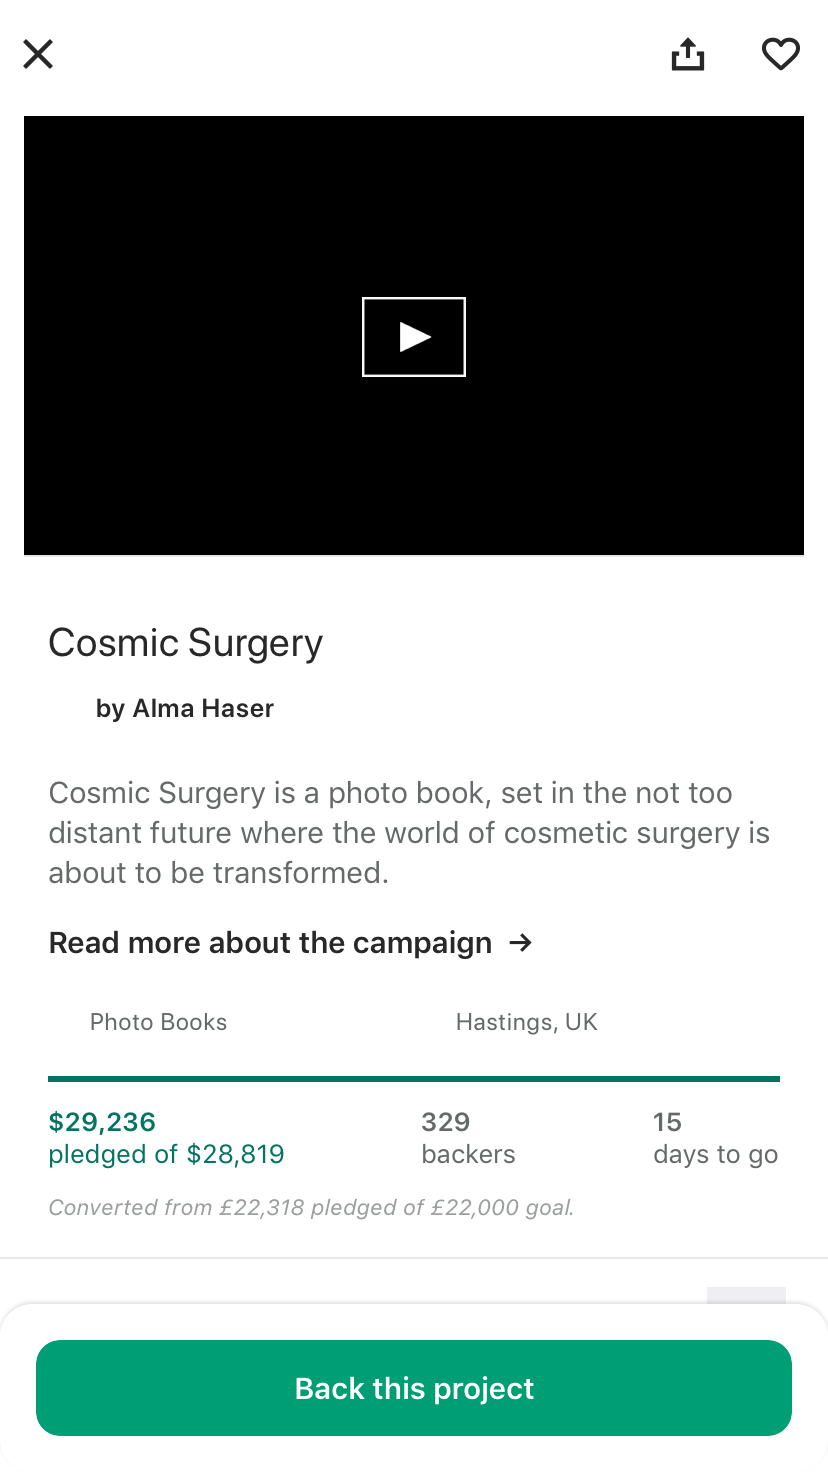 Cosmic Surgery
by Alma Haser
Cosmic Surgery is a photo book, set in the not too
distant future where the world of cosmetic surgery is
about to be transformed.
Read more about the campaign →
Photo Books
Hastings, UK
$29,236
pledged of $28,819
329
backers
15
days to go
Converted from £22,318 pledged of £22,000 goal.
Back this project